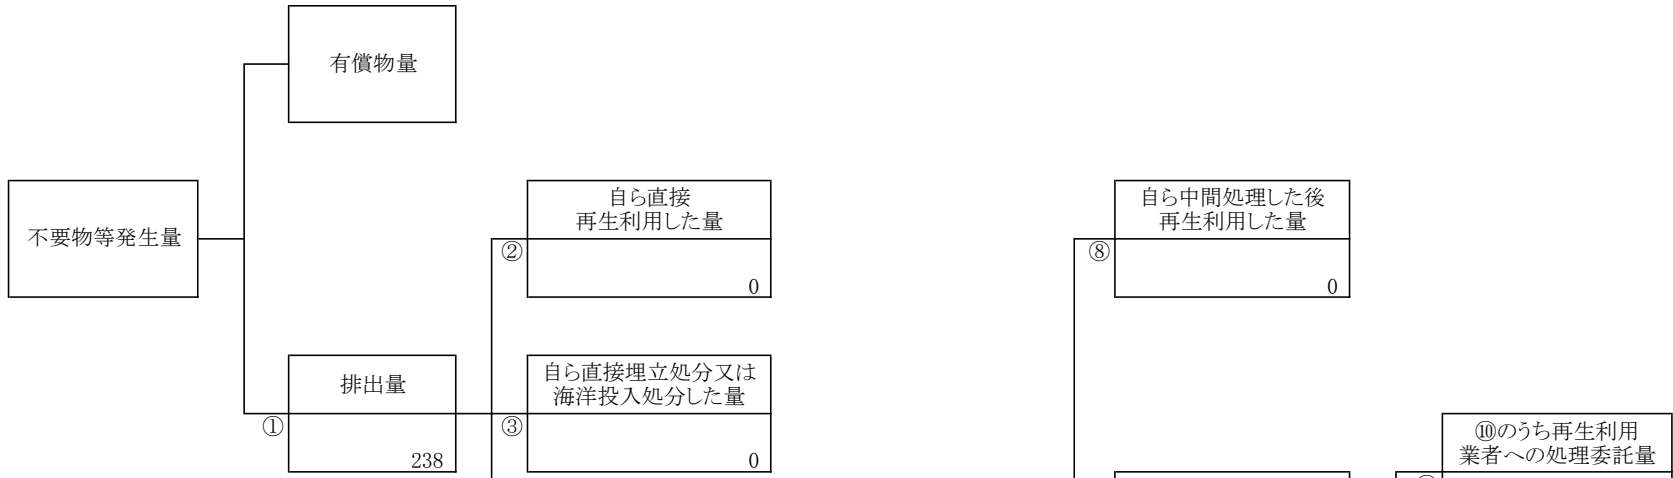 有償物量
不要物等発生量
自ら直接
再生利用した量
②
0
自ら中間処理した後
再生利用した量
⑧
0
排出量
①
238
自ら直接埋立処分又は
海洋投入処分した量
③
0
⑩のうち再生利用
業者への処理委託量